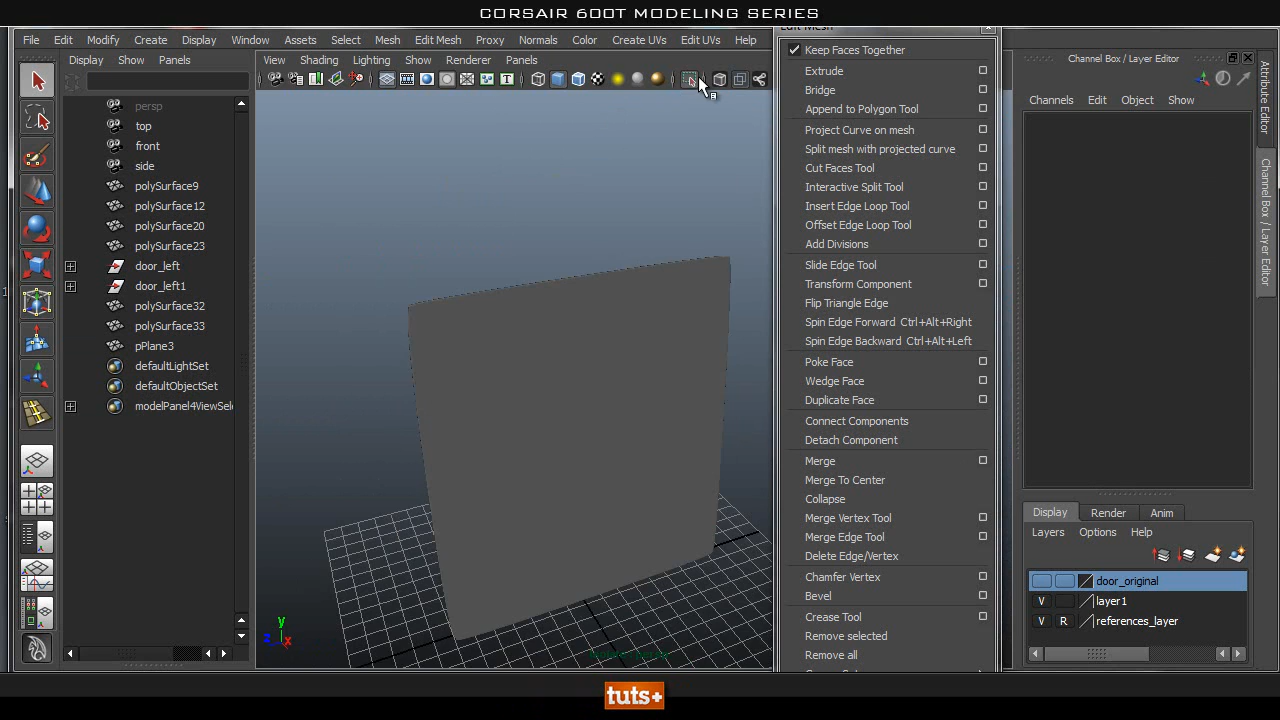 CORSAIR 600T MODELING SERIES
Edit Mesh
File Edit Modify Create Display Window Assets Select Mesh Edit Mesh Proxy Normals Color Create UVs Edit UVs Help
Display Show Panels
View Shading Lighting Show Renderer Panels
persp
top
front
side
polySurface9
polySurface12
polySurface20
polySurface23
door_left
door_left1
polySurface32
polySurface33
pPlane3
defaultLightSet
defaultObjectSet
modelPanel4ViewSel
y
z
x
Keep Faces Together
Extrude
Bridge
Append to Polygon Tool
Project Curve on mesh
Split mesh with projected curve
Cut Faces Tool
Interactive Split Tool
Insert Edge Loop Tool
Offset Edge Loop Tool
Add Divisions
Slide Edge Tool
Transform Component
Flip Triangle Edge
Spin Edge Forward Ctrl+Alt+Right
Spin Edge Backward Ctrl+Alt+Left
Poke Face
Wedge Face
Duplicate Face
Connect Components
Detach Component
Merge
Merge To Center
Collapse
Merge Vertex Tool
Merge Edge Tool
Delete Edge/Vertex
Chamfer Vertex
Bevel
Crease Tool
Remove selected
Remove all
Channel Box / Layer Editor
Channels Edit Object Show
Attribute Editor
Channel Box / Layer Editor
Display Render Anim
Layers Options Help
door_original
V layer1
V R references_layer
tuts+